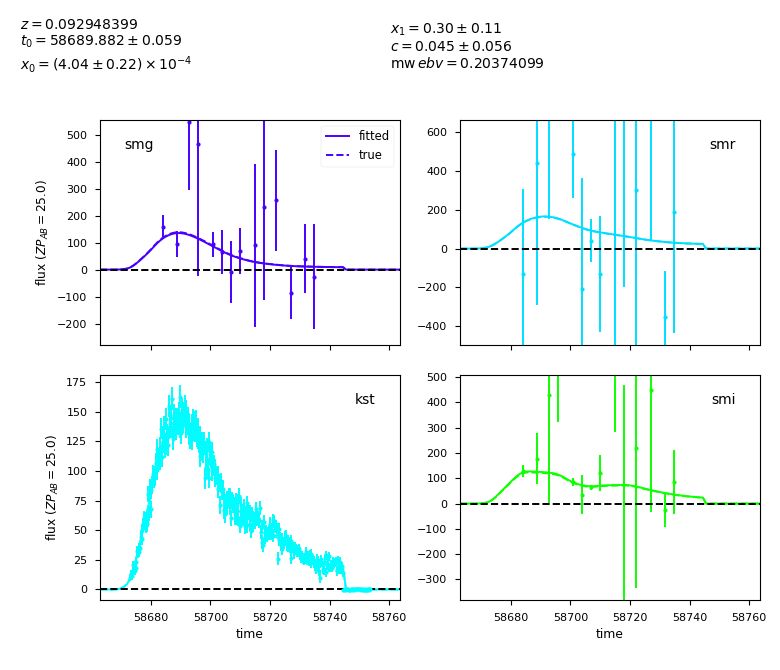 z = 0.092948399
t₀ = 58689.882 ± 0.059
x₀ = (4.04 ± 0.22) × 10⁻⁴
x₁ = 0.30 ± 0.11
c = 0.045 ± 0.056
mw ebv = 0.20374099
smg
fitted
true
500
400
300
200
100
0
−100
−200
flux (ZP_AB = 25.0)
smr
600
400
200
0
−200
−400
kst
175
150
125
100
75
50
25
0
flux (ZP_AB = 25.0)
58680 58700 58720 58740 58760
time
smi
500
400
300
200
100
0
−100
−200
−300
58680 58700 58720 58740 58760
time